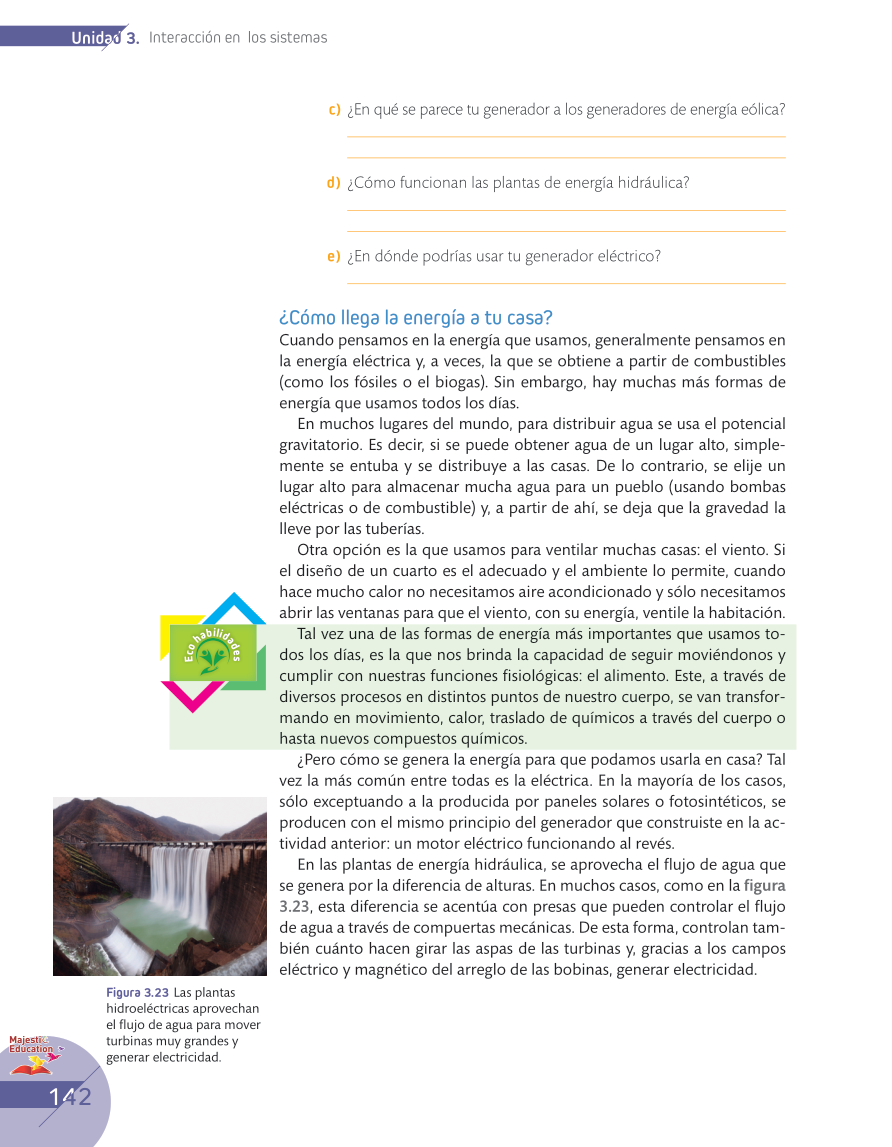 Unidad 3. Interacción en los sistemas
c) ¿En qué se parece tu generador a los generadores de energía eólica?
d) ¿Cómo funcionan las plantas de energía hidráulica?
e) ¿En dónde podrías usar tu generador eléctrico?
¿Cómo llega la energía a tu casa?
Cuando pensamos en la energía que usamos, generalmente pensamos en
la energía eléctrica y, a veces, la que se obtiene a partir de combustibles
(como los fósiles o el biogas). Sin embargo, hay muchas más formas de
energía que usamos todos los días.
En muchos lugares del mundo, para distribuir agua se usa el potencial
gravitatorio. Es decir, si se puede obtener agua de un lugar alto, simple-
mente se entuba y se distribuye a las casas. De lo contrario, se elije un
lugar alto para almacenar mucha agua para un pueblo (usando bombas
eléctricas o de combustible) y, a partir de ahí, se deja que la gravedad la
lleve por las tuberías.
Otra opción es la que usamos para ventilar muchas casas: el viento. Si
el diseño de un cuarto es el adecuado y el ambiente lo permite, cuando
hace mucho calor no necesitamos aire acondicionado y sólo necesitamos
abrir las ventanas para que el viento, con su energía, ventile la habitación.
Eco habilidades
Tal vez una de las formas de energía más importantes que usamos to-
dos los días, es la que nos brinda la capacidad de seguir moviéndonos y
cumplir con nuestras funciones fisiológicas: el alimento. Este, a través de
diversos procesos en distintos puntos de nuestro cuerpo, se van transfor-
mando en movimiento, calor, traslado de químicos a través del cuerpo o
hasta nuevos compuestos químicos.
¿Pero cómo se genera la energía para que podamos usarla en casa? Tal
vez la más común entre todas es la eléctrica. En la mayoría de los casos,
sólo exceptuando a la producida por paneles solares o fotosintéticos, se
producen con el mismo principio del generador que construiste en la ac-
tividad anterior: un motor eléctrico funcionando al revés.
En las plantas de energía hidráulica, se aprovecha el flujo de agua que
se genera por la diferencia de alturas. En muchos casos, como en la figura
3.23, esta diferencia se acentúa con presas que pueden controlar el flujo
de agua a través de compuertas mecánicas. De esta forma, controlan tam-
bién cuánto hacen girar las aspas de las turbinas y, gracias a los campos
eléctrico y magnético del arreglo de las bobinas, generar electricidad.
Figura 3.23 Las plantas
hidroeléctricas aprovechan
el flujo de agua para mover
turbinas muy grandes y
generar electricidad.
Majestic
Education
142